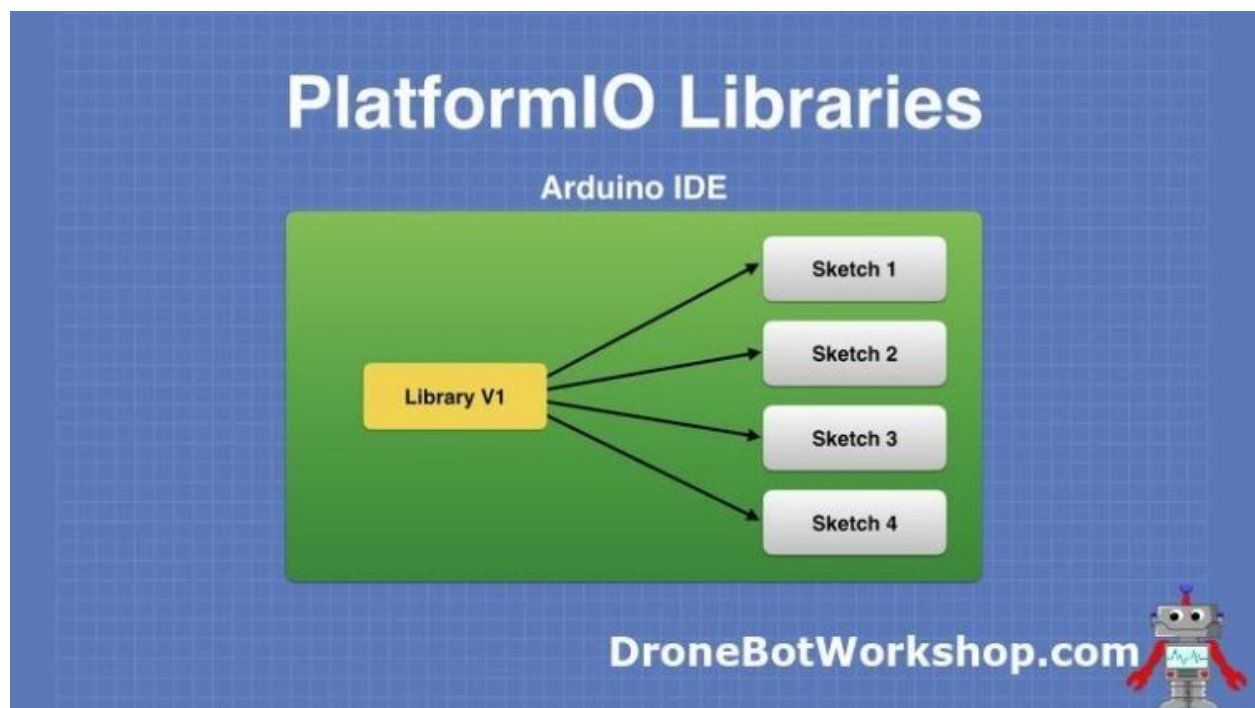 PlatformIO Libraries
Arduino IDE
Sketch 1
Sketch 2
Library V1
Sketch 3
Sketch 4
DroneBotWorkshop.com